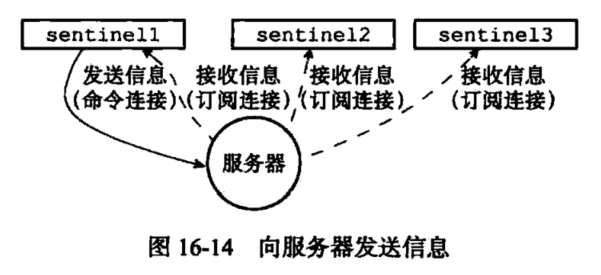 sentinel1 sentinel2 sentinel3
发送信息 接收信息 接收信息 接收信息
(命令连接) (订阅连接) (订阅连接) (订阅连接)
服务器
图 16-14 向服务器发送信息